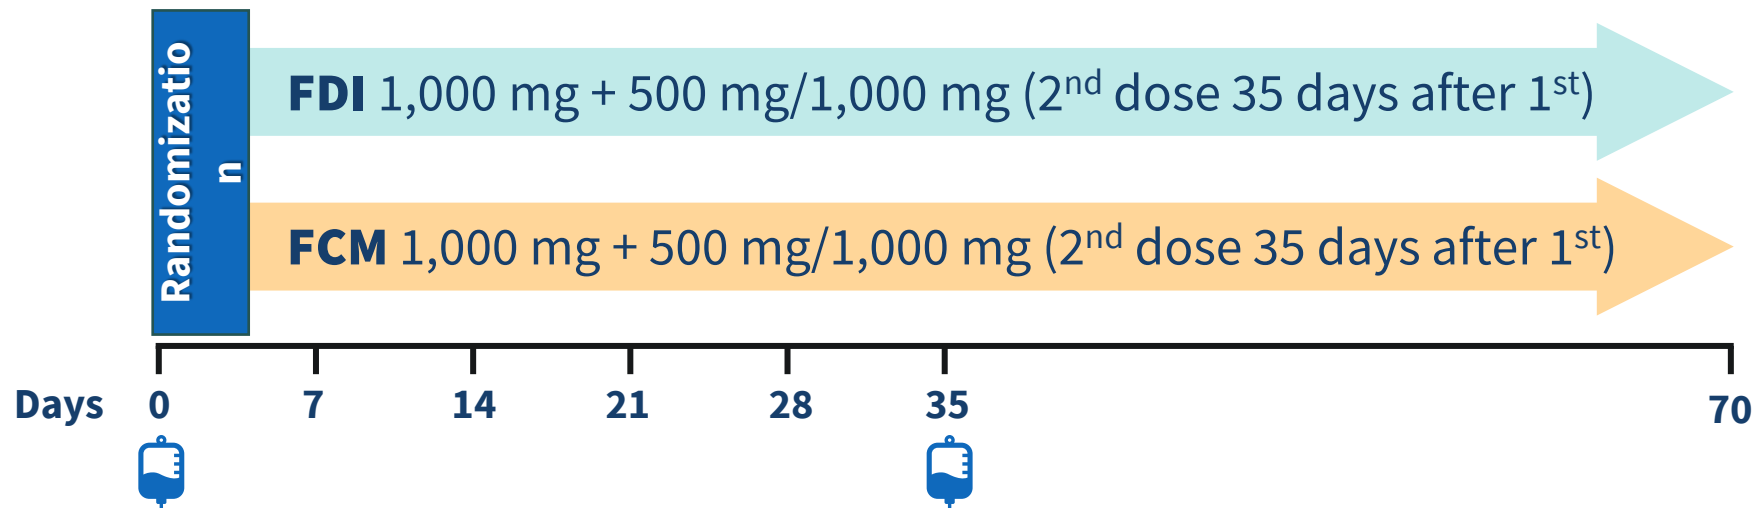 Randomizatio
n
FDI 1,000 mg + 500 mg/1,000 mg (2nd dose 35 days after 1st)
FCM 1,000 mg + 500 mg/1,000 mg (2nd dose 35 days after 1st)
Days 0 7 14 21 28 35 70